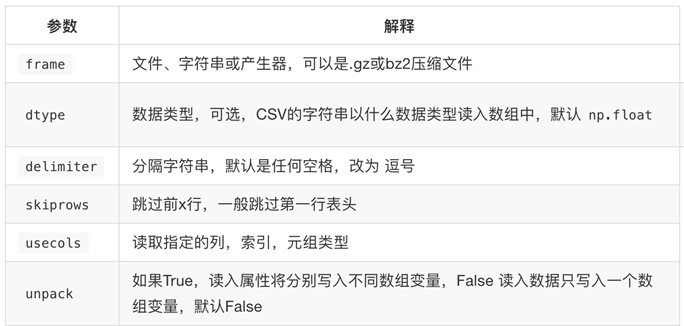 参数 解释
frame 文件、字符串或产生器，可以是.gz或bz2压缩文件
dtype 数据类型，可选，CSV的字符串以什么数据类型读入数组中，默认 np.float
delimiter 分隔字符串，默认是任何空格，改为 逗号
skiprows 跳过前x行，一般跳过第一行表头
usecols 读取指定的列，索引，元组类型
unpack 如果True，读入属性将分别写入不同数组变量，False 读入数据只写入一个数
组变量，默认False